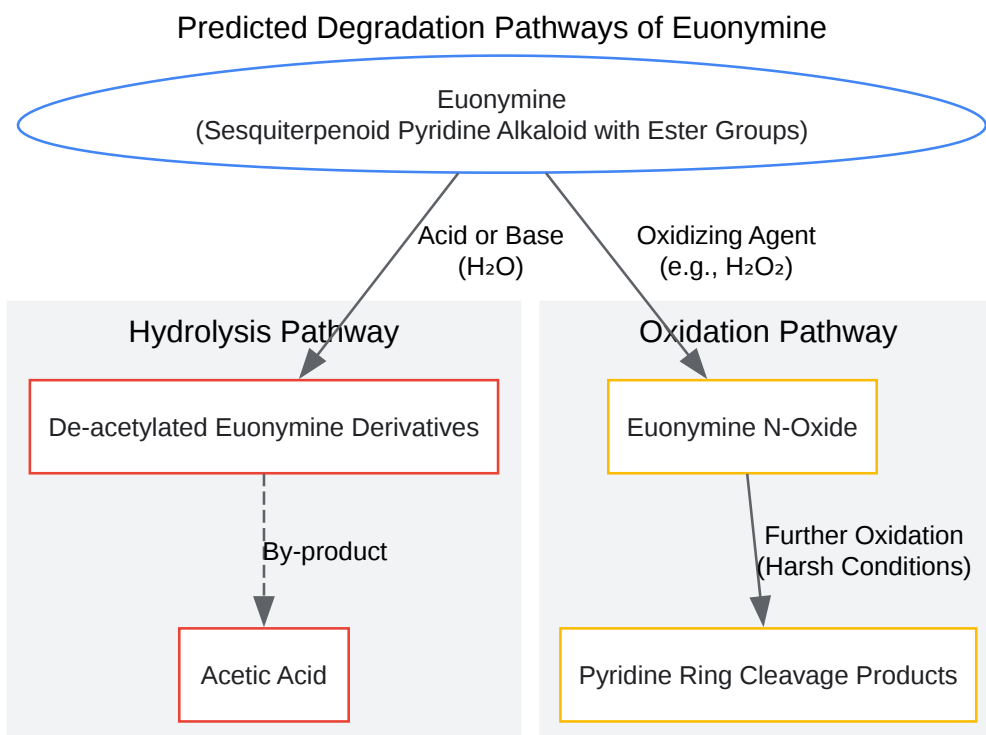 Predicted Degradation Pathways of Euonymine
Euonymine
(Sesquiterpenoid Pyridine Alkaloid with Ester Groups)
Acid or Base
(H₂O)
Oxidizing Agent
(e.g., H₂O₂)
Hydrolysis Pathway
De-acetylated Euonymine Derivatives
By-product
Acetic Acid
Oxidation Pathway
Euonymine N-Oxide
Further Oxidation
(Harsh Conditions)
Pyridine Ring Cleavage Products